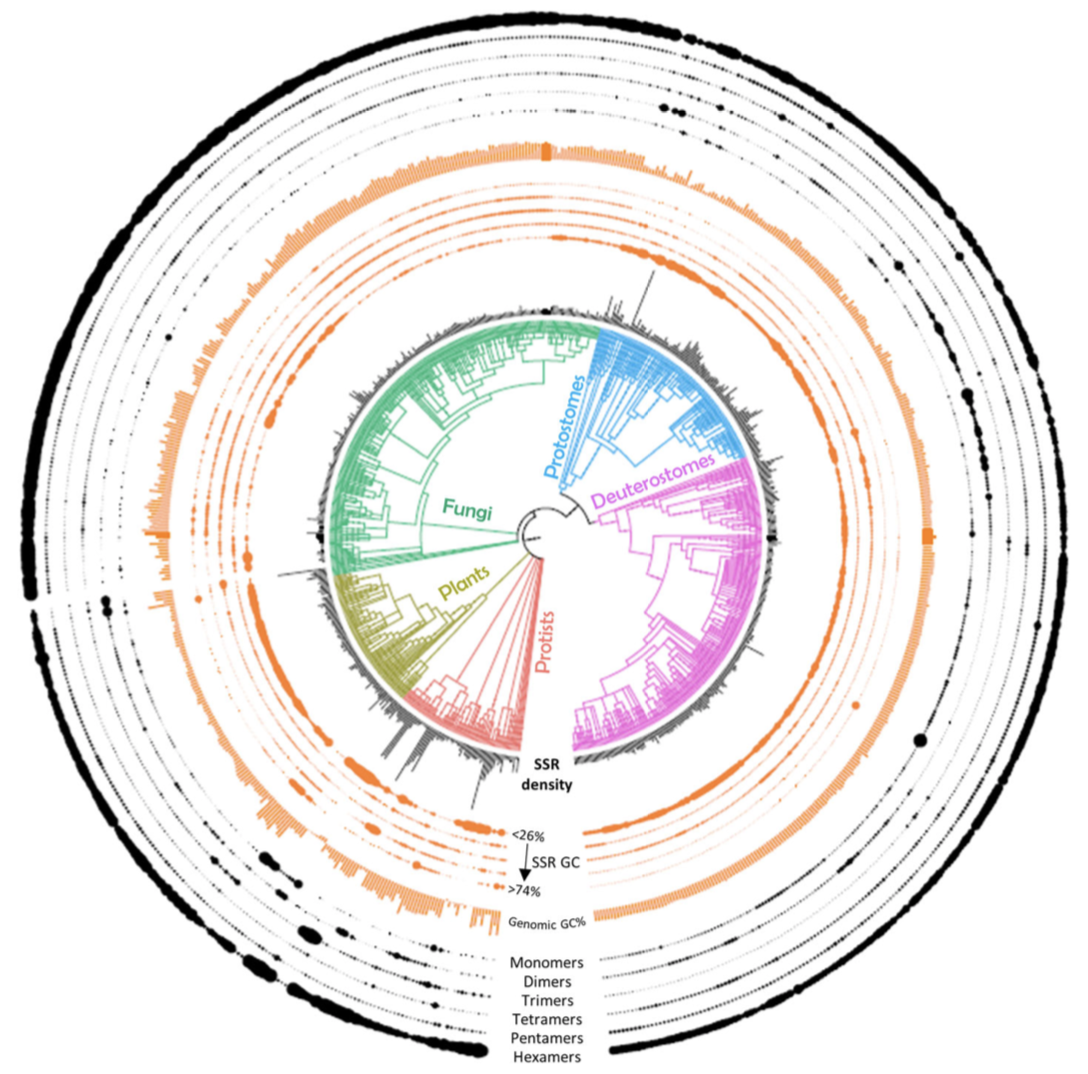 Protostomes
Deuterostomes
Fungi
Plants
Protists
SSR
density
<26%
SSR GC
>74%
Genomic GC%
Monomers
Dimers
Trimers
Tetramers
Pentamers
Hexamers